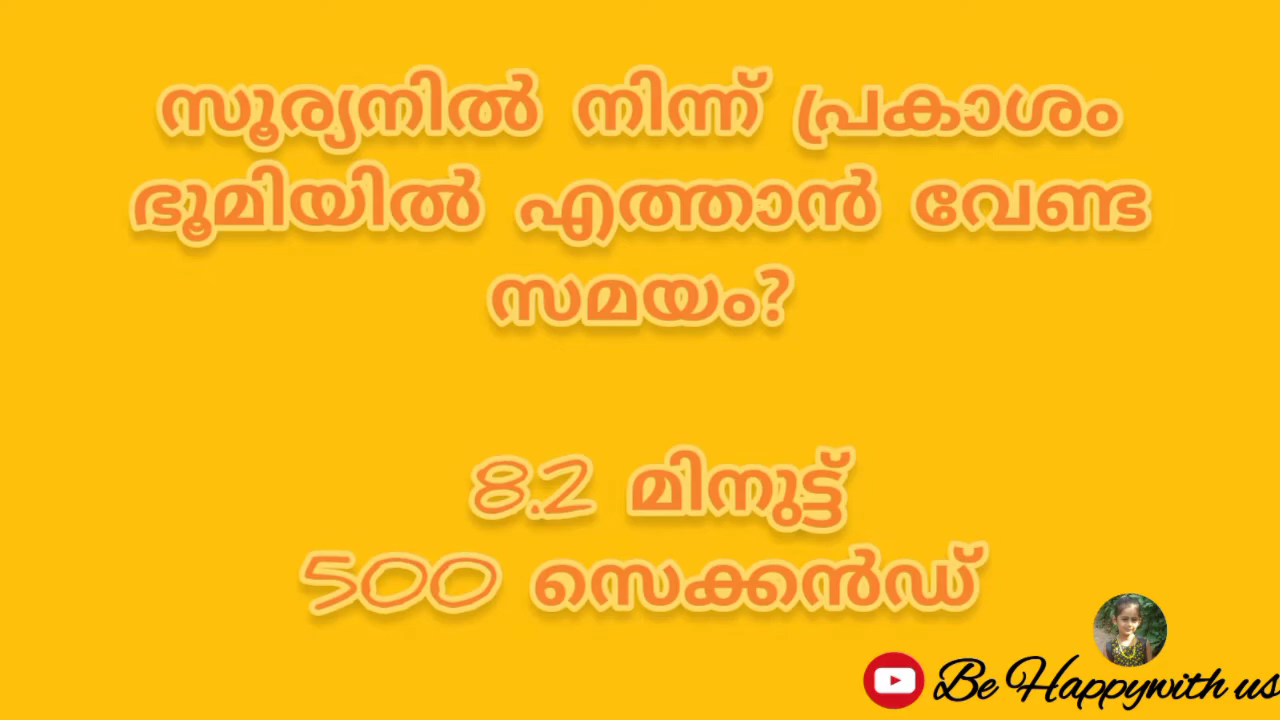 സൂര്യനിൽ നിന്ന് പ്രകാശം
ഭൂമിയിൽ എത്താൻ വേണ്ട
സമയം?
8.2 മിനുട്ട്
500 സെക്കൻഡ്
Be Happywith us